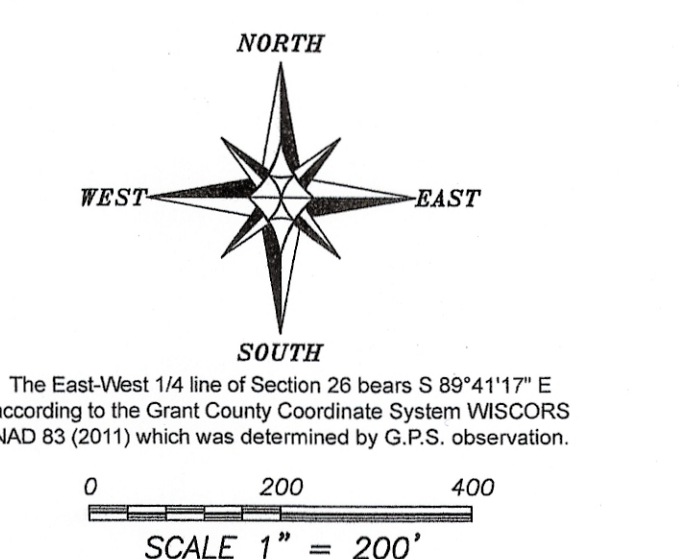 NORTH
WEST EAST
SOUTH
The East-West 1/4 line of Section 26 bears S 89°41'17" E
according to the Grant County Coordinate System WISCORS
NAD 83 (2011) which was determined by G.P.S. observation.
0 200 400
SCALE 1" = 200'